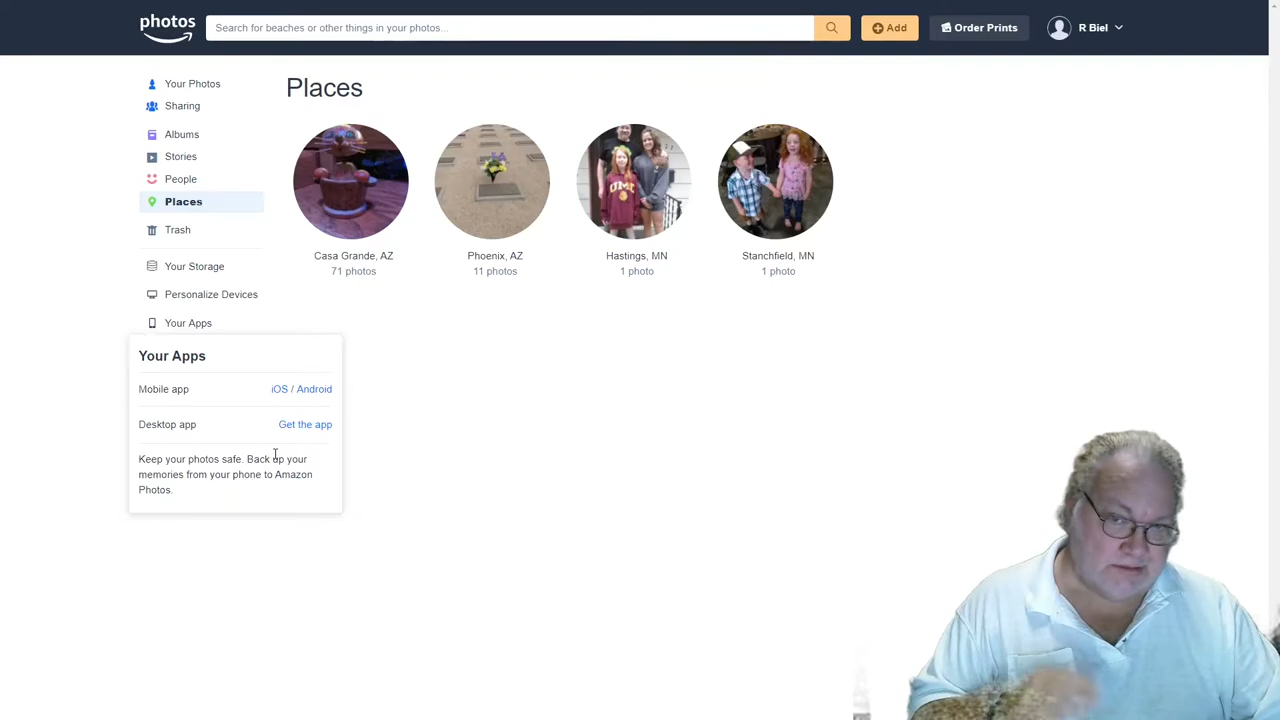 photos
Search for beaches or other things in your photos...
Add
Order Prints
R Biel
Your Photos
Sharing
Albums
Stories
People
Places
Trash
Your Storage
Personalize Devices
Your Apps
Places
Casa Grande, AZ
71 photos
Phoenix, AZ
11 photos
Hastings, MN
1 photo
Stanchfield, MN
1 photo
Your Apps
Mobile app
iOS / Android
Desktop app
Get the app
Keep your photos safe. Back up your
memories from your phone to Amazon
Photos.